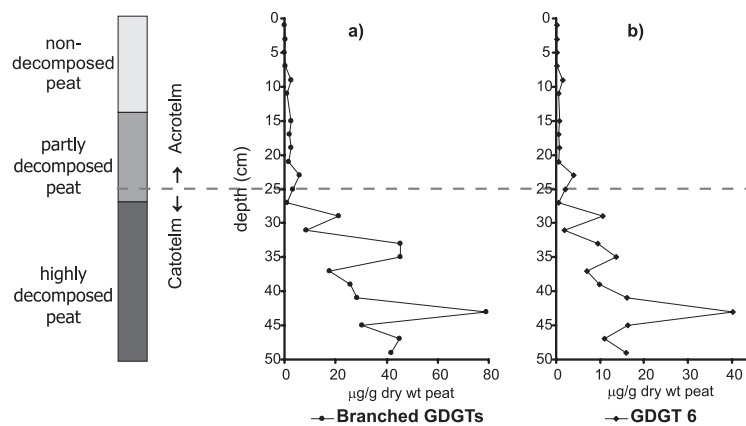 non-
decomposed
peat
partly
decomposed
peat
highly
decomposed
peat
Acrotelm
Catotelm
a)
depth (cm)
0
5
10
15
20
25
30
35
40
45
50
0 20 40 60 80
µg/g dry wt peat
Branched GDGTs
b)
0
5
10
15
20
25
30
35
40
45
50
0 10 20 30 40
µg/g dry wt peat
GDGT 6